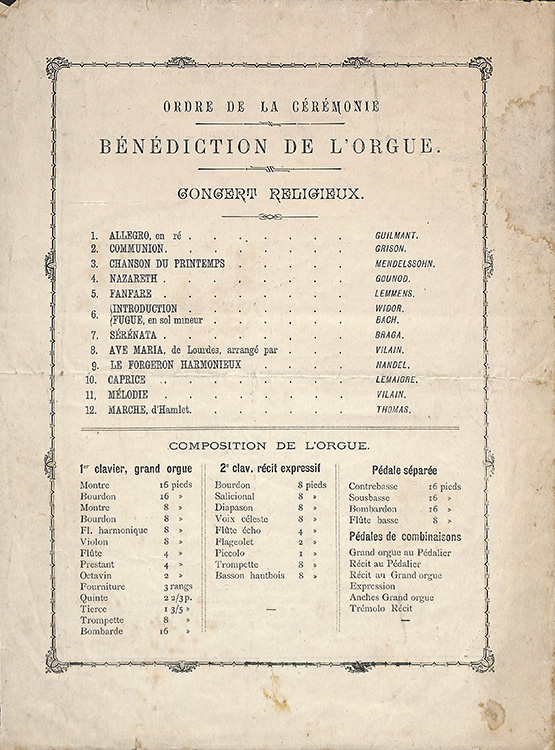 ORDRE DE LA CÉRÉMONIE
BÉNÉDICTION DE L'ORGUE.
CONCERT RELIGIEUX.
1. ALLEGRO, en ré . . . . . . . GUILMANT.
2. COMMUNION. . . . . . . . GRISON.
3. CHANSON DU PRINTEMPS . . . . . . MENDELSSOHN.
4. NAZARETH . . . . . . . . GOUNOD.
5. FANFARE . . . . . . . . LEMMENS.
6. INTRODUCTION . . . . . . . WIDOR.
FUGUE, en sol mineur . . . . . . BACH.
7. SÉRÉNATA . . . . . . . . BRAGA.
8. AVE MARIA, de Lourdes, arrangé par . . . VILAIN.
9. LE FORGERON HARMONIEUX . . . . . HANDEL.
10. CAPRICE . . . . . . . . LEMAIGRE.
11, MÉLODIE . . . . . . . . VILAIN.
12. MARCHE, d'Hamlet. . . . . . . THOMAS.
COMPOSITION DE L'ORGUE.
1er clavier, grand orgue
Montre 16 pieds
Bourdon 16 »
Montre 8 »
Bourdon 8 »
Fl. harmonique 8 »
Violon 8 »
Flûte 4 »
Prestant 4 »
Octavin 2 »
Fourniture 3 rangs
Quinte 2 2/3 p.
Tierce 1 3/5 »
Trompette 8 »
Bombarde 16 »
2e clav. récit expressif
Bourdon 8 pieds
Salicional 8 »
Diapason 8 »
Voix céleste 8 »
Flûte écho 4 »
Flageolet 2 »
Piccolo 1 »
Trompette 8 »
Basson hautbois 8 »
Pédale séparée
Contrebasse 16 pieds
Sousbasse 16 »
Bombardon 16 »
Flûte basse 8 »
Pédales de combinaisons
Grand orgue au Pédalier
Récit au Pédalier
Récit au Grand orgue
Expression
Anches Grand orgue
Trémolo Récit